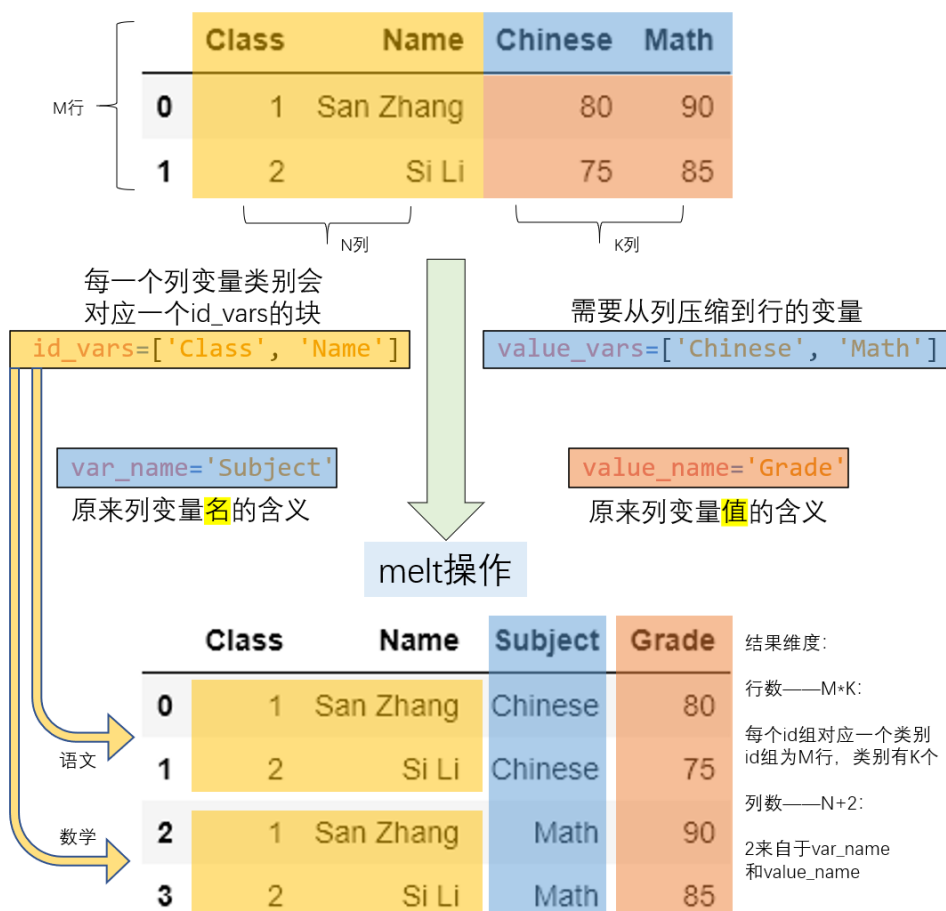 Class Name Chinese Math
M行
0 1 San Zhang 80 90
1 2 Si Li 75 85
N列 K列
每一个列变量类别会
对应一个id_vars的块
需要从列压缩到行的变量
id_vars=['Class', 'Name']
value_vars=['Chinese', 'Math']
var_name='Subject'
value_name='Grade'
原来列变量名的含义
原来列变量值的含义
melt操作
Class Name Subject Grade
0 1 San Zhang Chinese 80
1 2 Si Li Chinese 75
2 1 San Zhang Math 90
3 2 Si Li Math 85
语文
数学
结果维度：
行数——M*K：
每个id组对应一个类别
id组为M行，类别有K个
列数——N+2：
2来自于var_name
和value_name